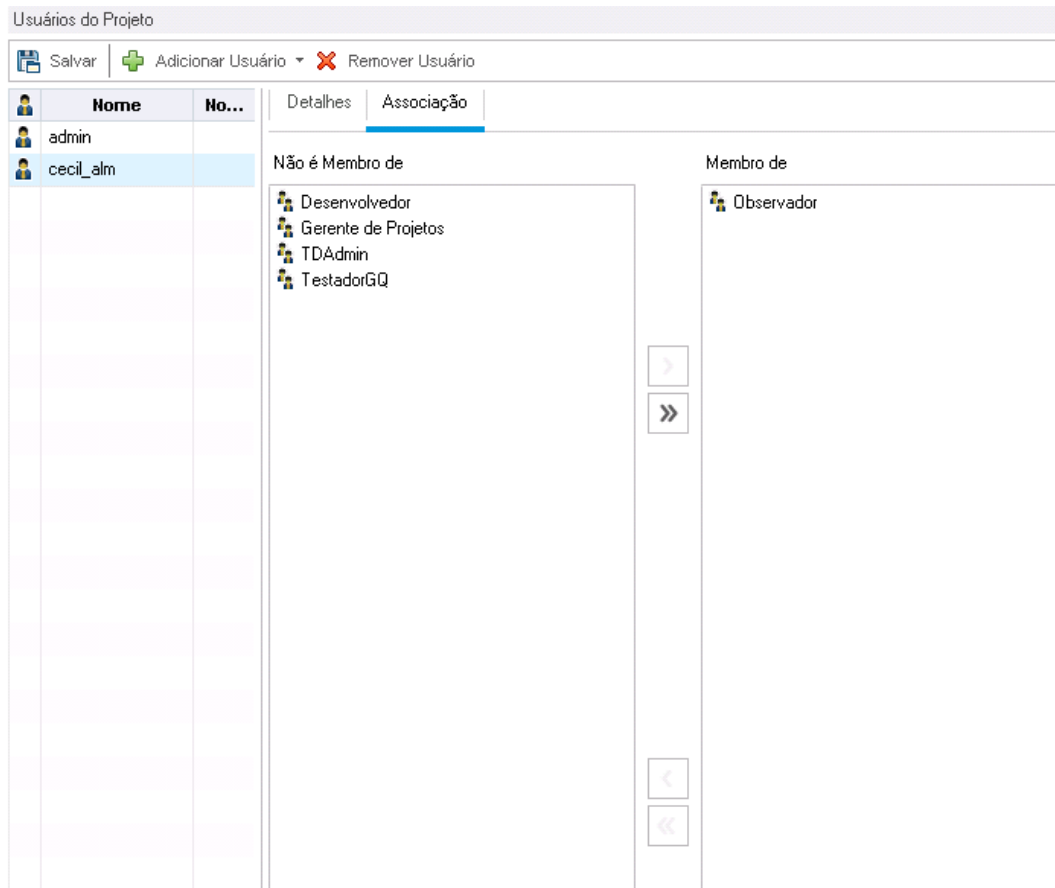 Usuários do Projeto
Salvar Adicionar Usuário Remover Usuário
Nome No...
admin
cecil_alm
Detalhes Associação
Não é Membro de
Desenvolvedor
Gerente de Projetos
TDAdmin
TestadorGQ
Membro de
Observador